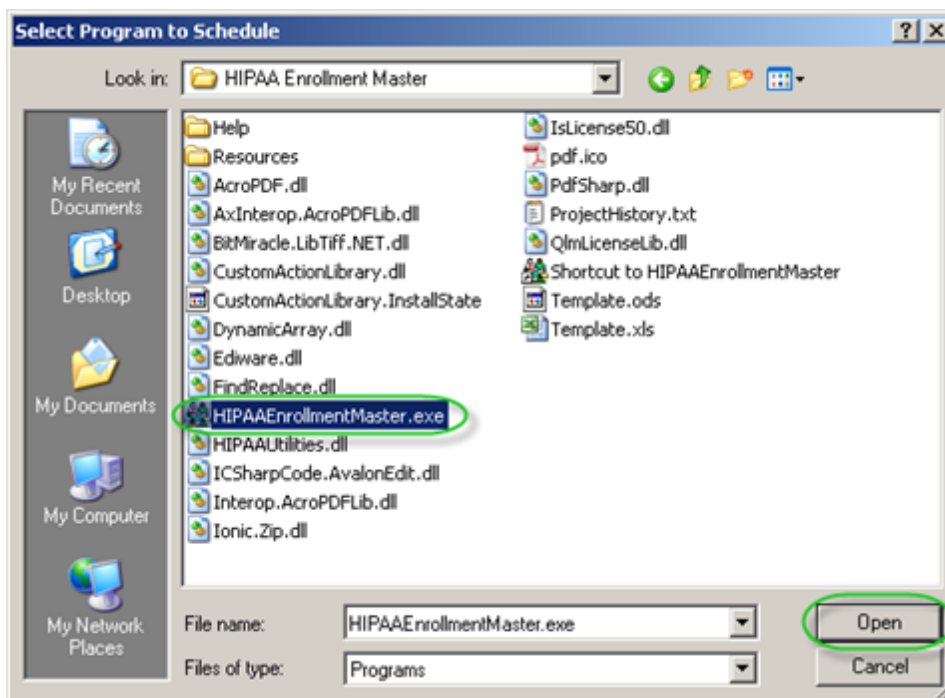 Select Program to Schedule
Look in: HIPAA Enrollment Master
My Recent
Documents
Desktop
My Documents
My Computer
My Network
Places
Help
Resources
AcroPDF.dll
AxInterop.AcroPDFLib.dll
BitMiracle.LibTiff.NET.dll
CustomActionLibrary.dll
CustomActionLibrary.InstallState
DynamicArray.dll
Ediware.dll
FindReplace.dll
HIPAAEnrollmentMaster.exe
HIPAAUtilities.dll
ICSharpCode.AvalonEdit.dll
Interop.AcroPDFLib.dll
Ionic.Zip.dll
IsLicense50.dll
pdf.ico
PdfSharp.dll
ProjectHistory.txt
QlmLicenseLib.dll
Shortcut to HIPAAEnrollmentMaster
Template.ods
Template.xls
File name: HIPAAEnrollmentMaster.exe Open
Files of type: Programs Cancel